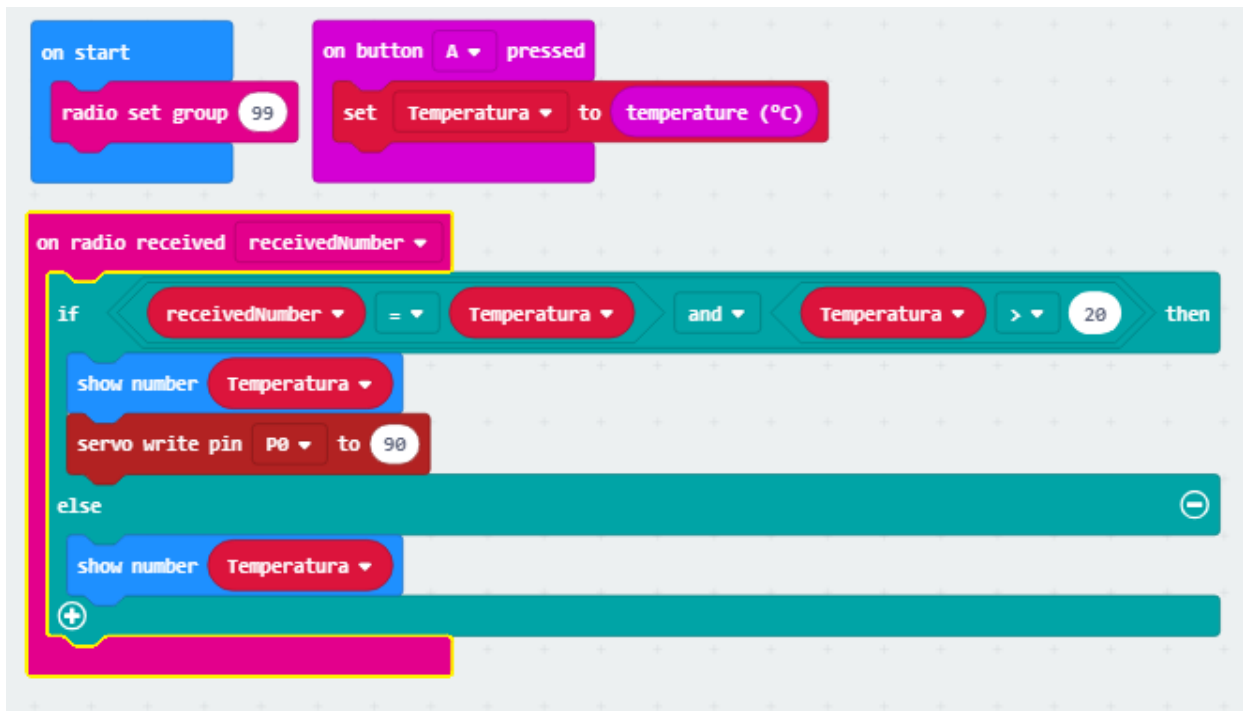 on start
radio set group 99
on button A pressed
set Temperatura to temperature (ºC)
on radio received receivedNumber
if receivedNumber = Temperatura and Temperatura > 20 then
show number Temperatura
servo write pin P0 to 90
else
show number Temperatura